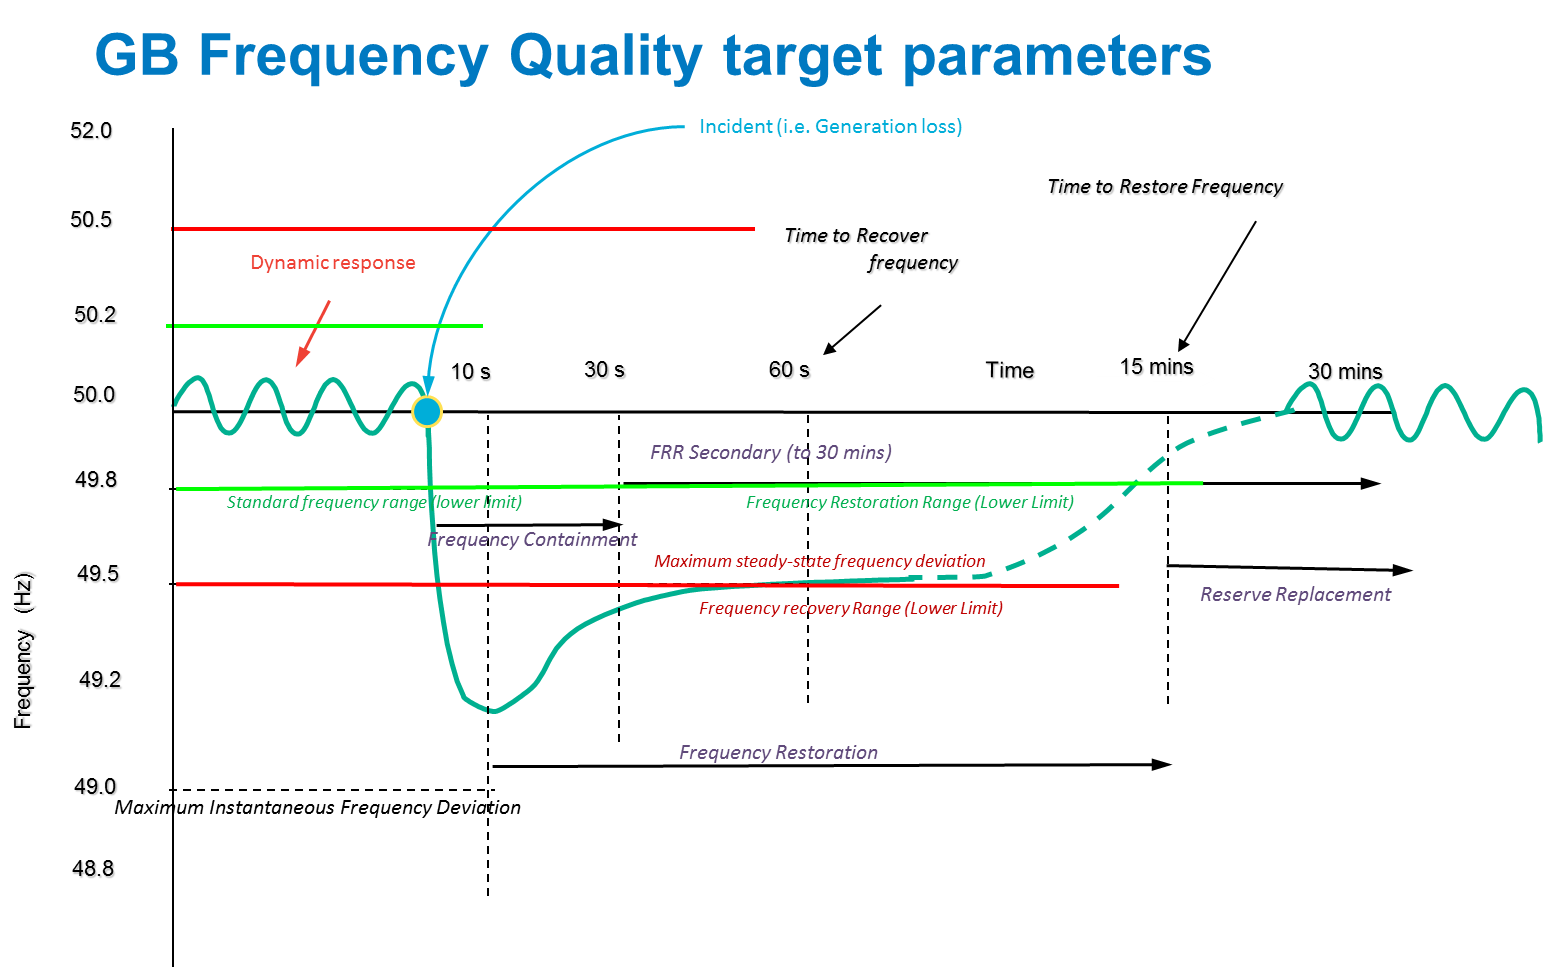 GB Frequency Quality target parameters
52.0
Incident (i.e. Generation loss)
Time to Restore Frequency
50.5
Time to Recover
frequency
Dynamic response
50.2
10 s
30 s
60 s
Time
15 mins
30 mins
50.0
FRR Secondary (to 30 mins)
49.8
Standard frequency range (lower limit)
Frequency Restoration Range (Lower Limit)
Frequency Containment
Maximum steady-state frequency deviation
49.5
Frequency recovery Range (Lower Limit)
Reserve Replacement
Frequency (Hz)
49.2
Frequency Restoration
49.0
Maximum Instantaneous Frequency Deviation
48.8